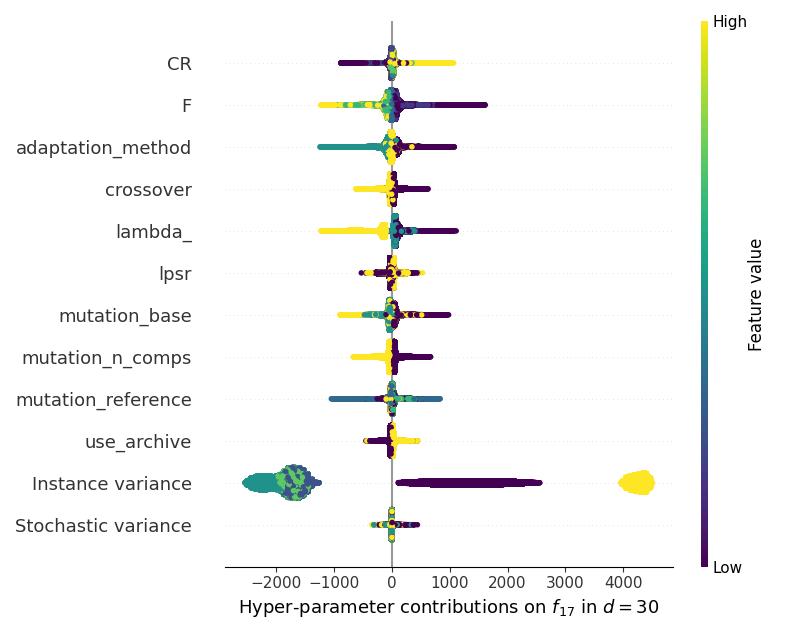 High
CR
F
adaptation_method
crossover
lambda_
lpsr
mutation_base
mutation_n_comps
mutation_reference
use_archive
Instance variance
Stochastic variance
Feature value
Low
−2000 −1000 0 1000 2000 3000 4000
Hyper-parameter contributions on f17 in d = 30